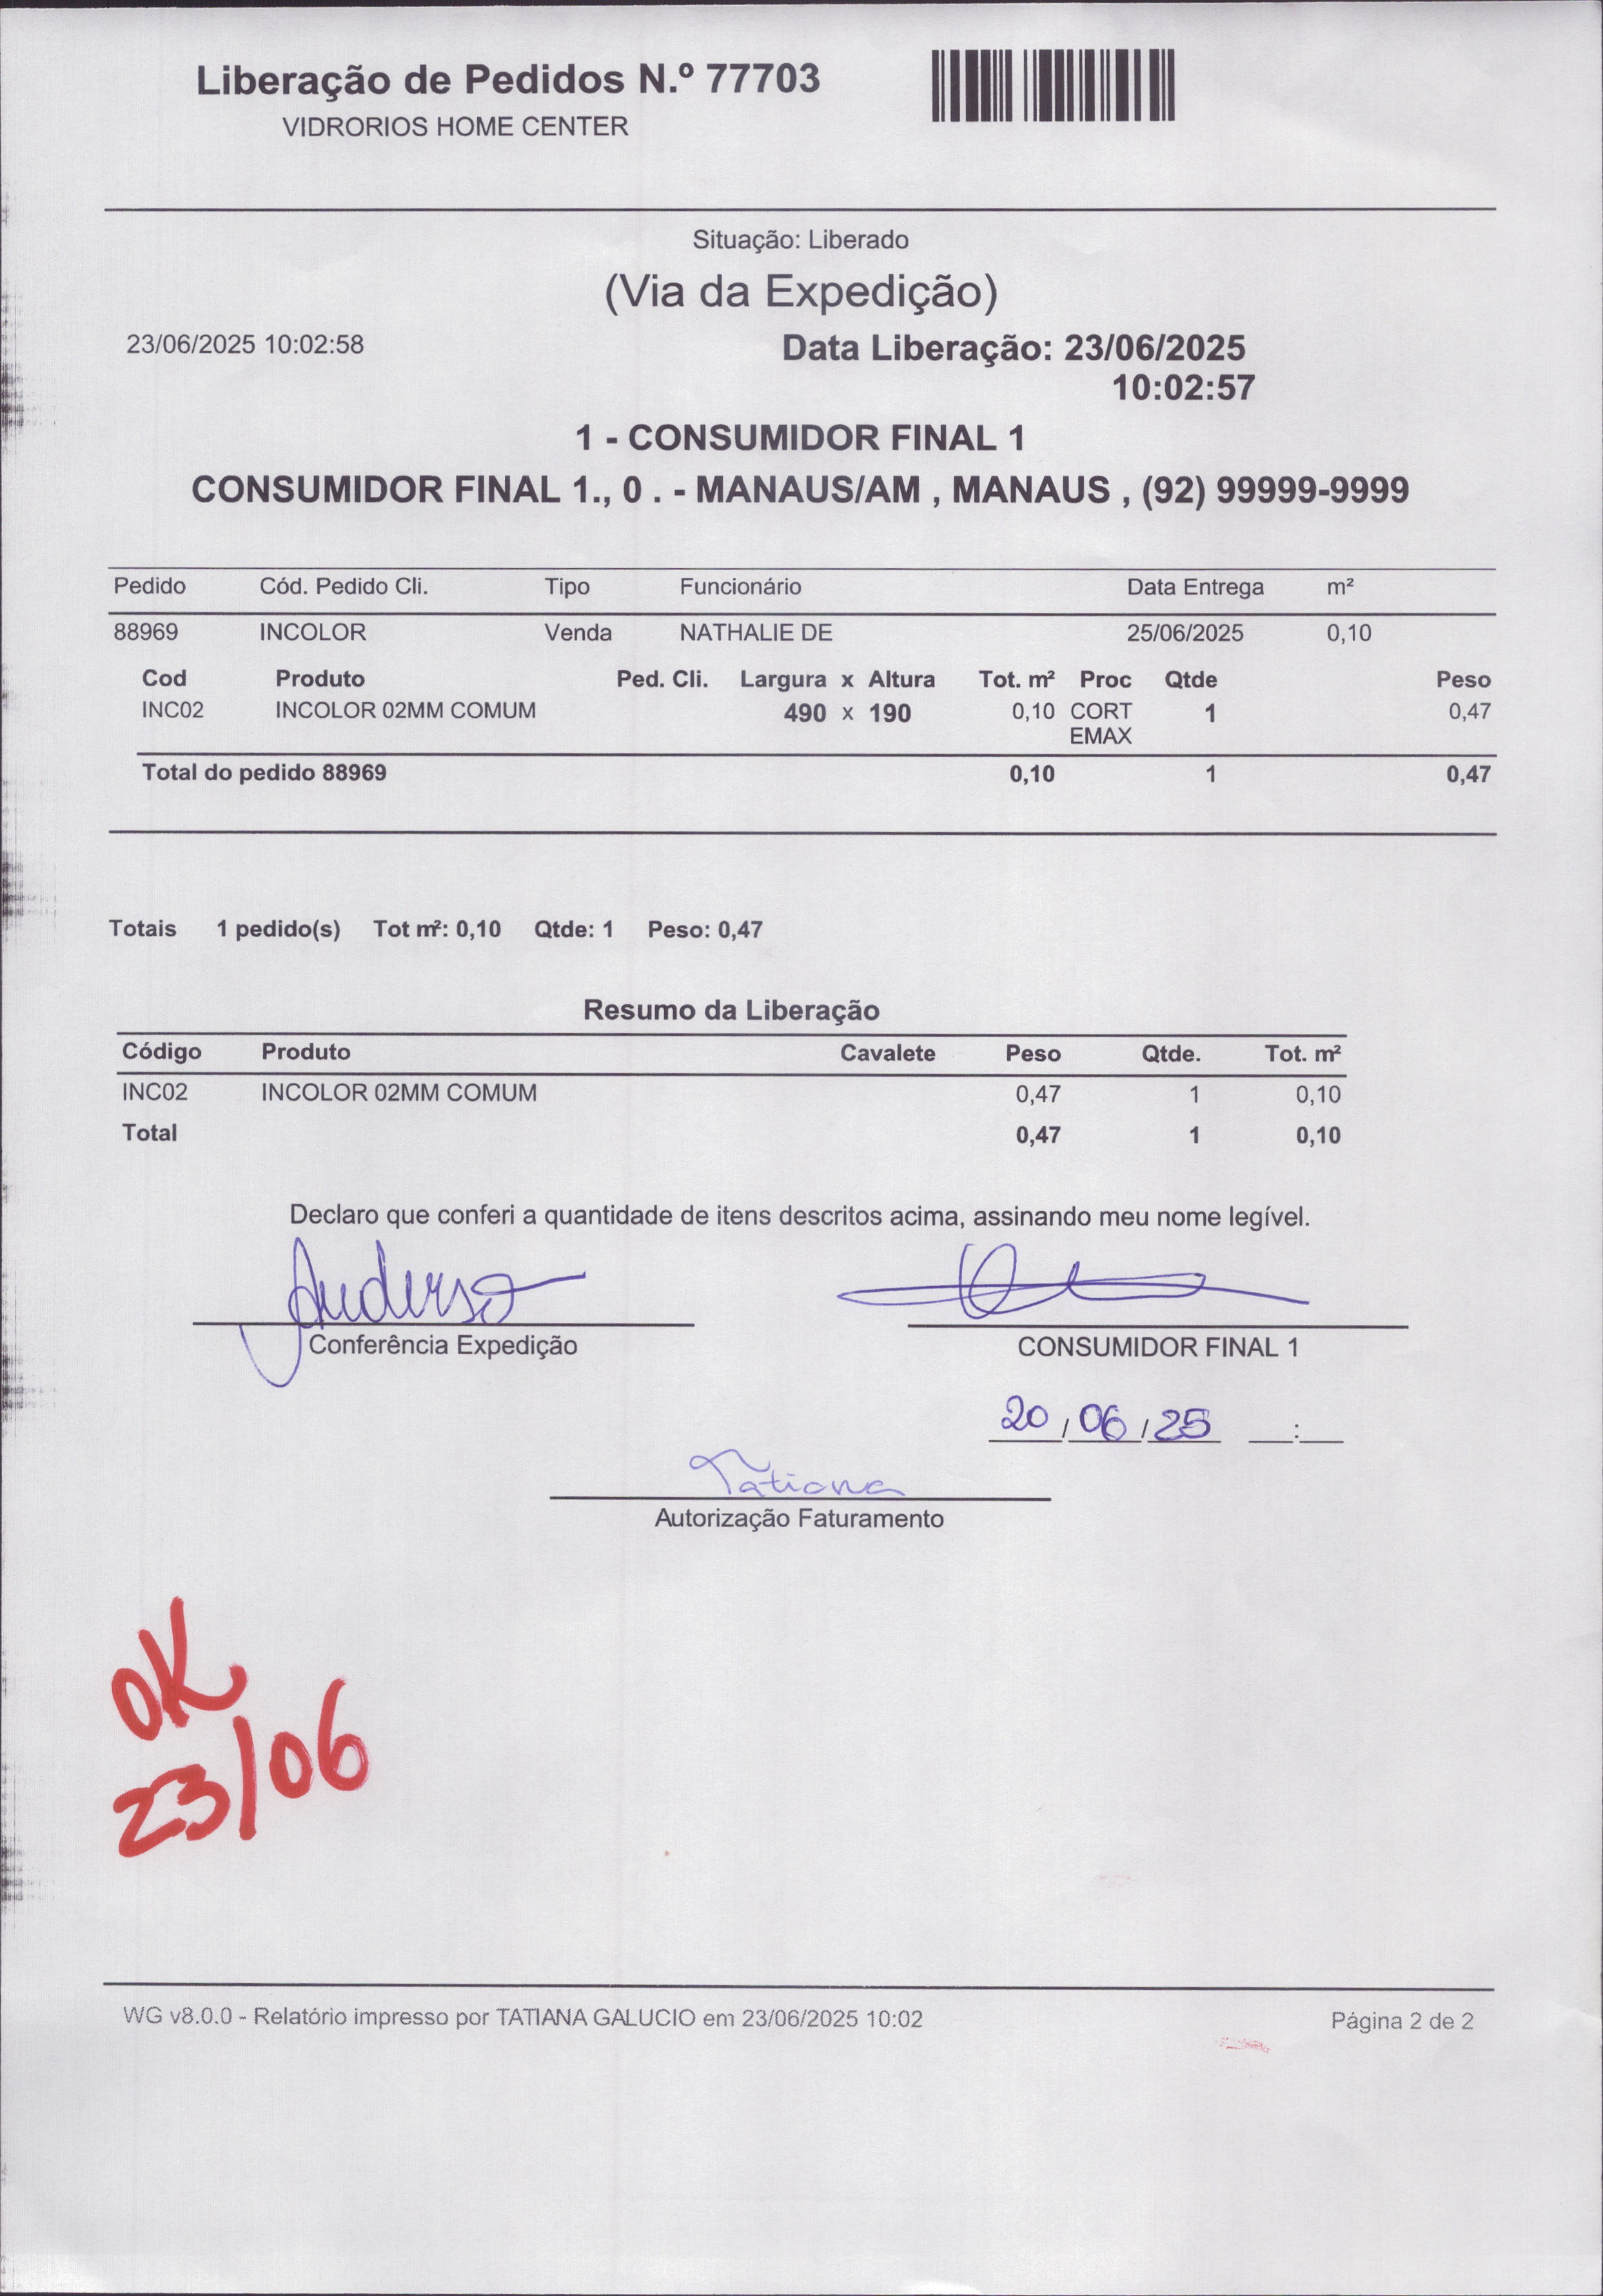 Liberação de Pedidos N.º 77703
VIDRORIOS HOME CENTER
Situação: Liberado
(Via da Expedição)
23/06/2025 10:02:58
Data Liberação: 23/06/2025
10:02:57
1 - CONSUMIDOR FINAL 1
CONSUMIDOR FINAL 1., 0 . - MANAUS/AM , MANAUS , (92) 99999-9999
Pedido Cód. Pedido Cli. Tipo Funcionário Data Entrega m²
88969 INCOLOR Venda NATHALIE DE 25/06/2025 0,10
Cod Produto Ped. Cli. Largura x Altura Tot. m² Proc Qtde Peso
INC02 INCOLOR 02MM COMUM 490 x 190 0,10 CORT 1 0,47
EMAX
Total do pedido 88969 0,10 1 0,47
Totais 1 pedido(s) Tot m²: 0,10 Qtde: 1 Peso: 0,47
Resumo da Liberação
Código Produto Cavalete Peso Qtde. Tot. m²
INC02 INCOLOR 02MM COMUM 0,47 1 0,10
Total 0,47 1 0,10
Declaro que conferi a quantidade de itens descritos acima, assinando meu nome legível.
Anderso
Conferência Expedição CONSUMIDOR FINAL 1
20/06/25 __:__
Tatiana
Autorização Faturamento
OK
23/06
WG v8.0.0 - Relatório impresso por TATIANA GALUCIO em 23/06/2025 10:02 Página 2 de 2